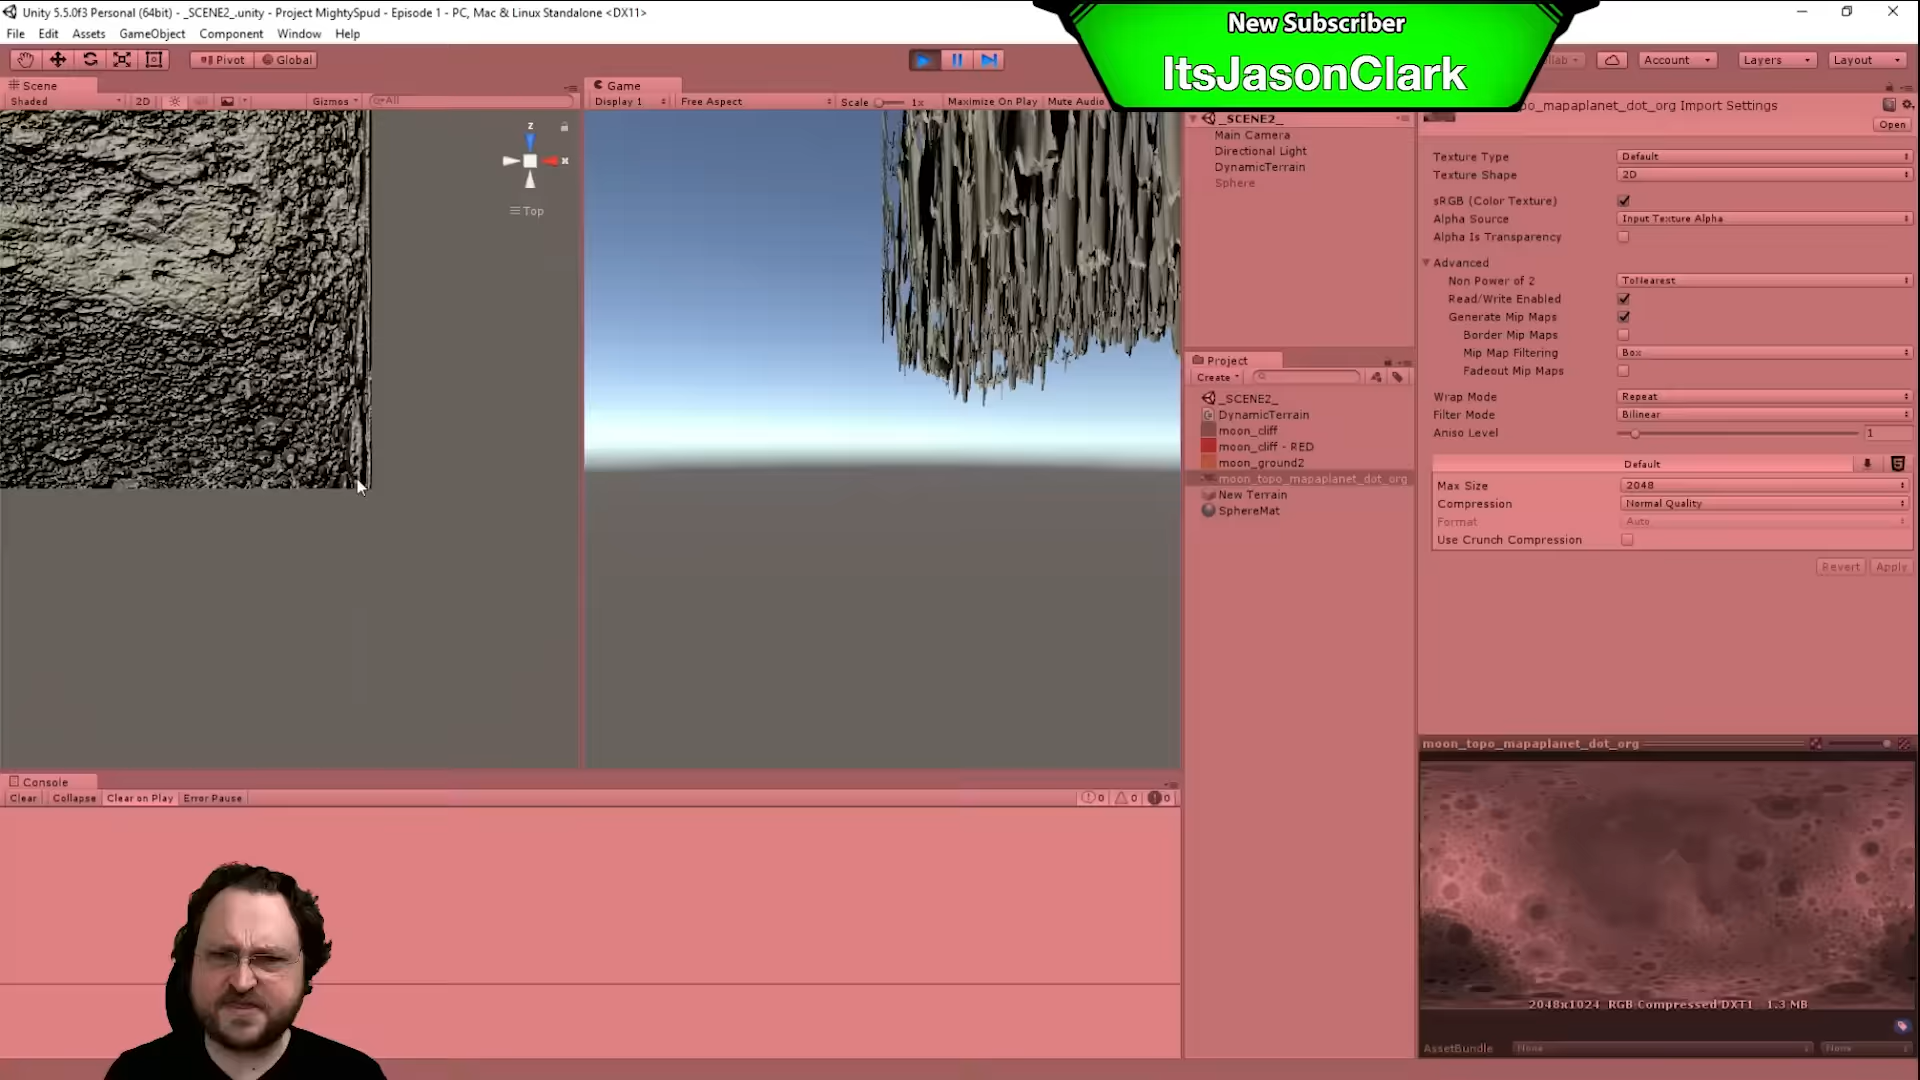 Unity 5.5.0f3 Personal (64bit) - _SCENE2_.unity - Project MightySpud - Episode 1 - PC, Mac & Linux Standalone <DX11>
New Subscriber
ItsJasonClark
File Edit Assets GameObject Component Window Help
Pivot Global
Account Layers Layout
Scene
Shaded 2D Gizmos All
z
x
Top
Game
Display 1 Free Aspect Scale 1x Maximize On Play Mute Audio
_SCENE2_
Main Camera
Directional Light
DynamicTerrain
Sphere
Project
Create
_SCENE2_
DynamicTerrain
moon_cliff
moon_cliff - RED
moon_ground2
moon_topo_mapaplanet_dot_org
New Terrain
SphereMat
po_mapaplanet_dot_org Import Settings
Open
Texture Type Default
Texture Shape 2D
sRGB (Color Texture)
Alpha Source Input Texture Alpha
Alpha Is Transparency
Advanced
Non Power of 2 ToNearest
Read/Write Enabled
Generate Mip Maps
Border Mip Maps
Mip Map Filtering Box
Fadeout Mip Maps
Wrap Mode Repeat
Filter Mode Bilinear
Aniso Level 1
Default
Max Size 2048
Compression Normal Quality
Format Auto
Use Crunch Compression
Revert Apply
moon_topo_mapaplanet_dot_org
2048x1024 RGB Compressed DXT1 1.3 MB
AssetBundle None None
Console
Clear Collapse Clear on Play Error Pause
0 0 0